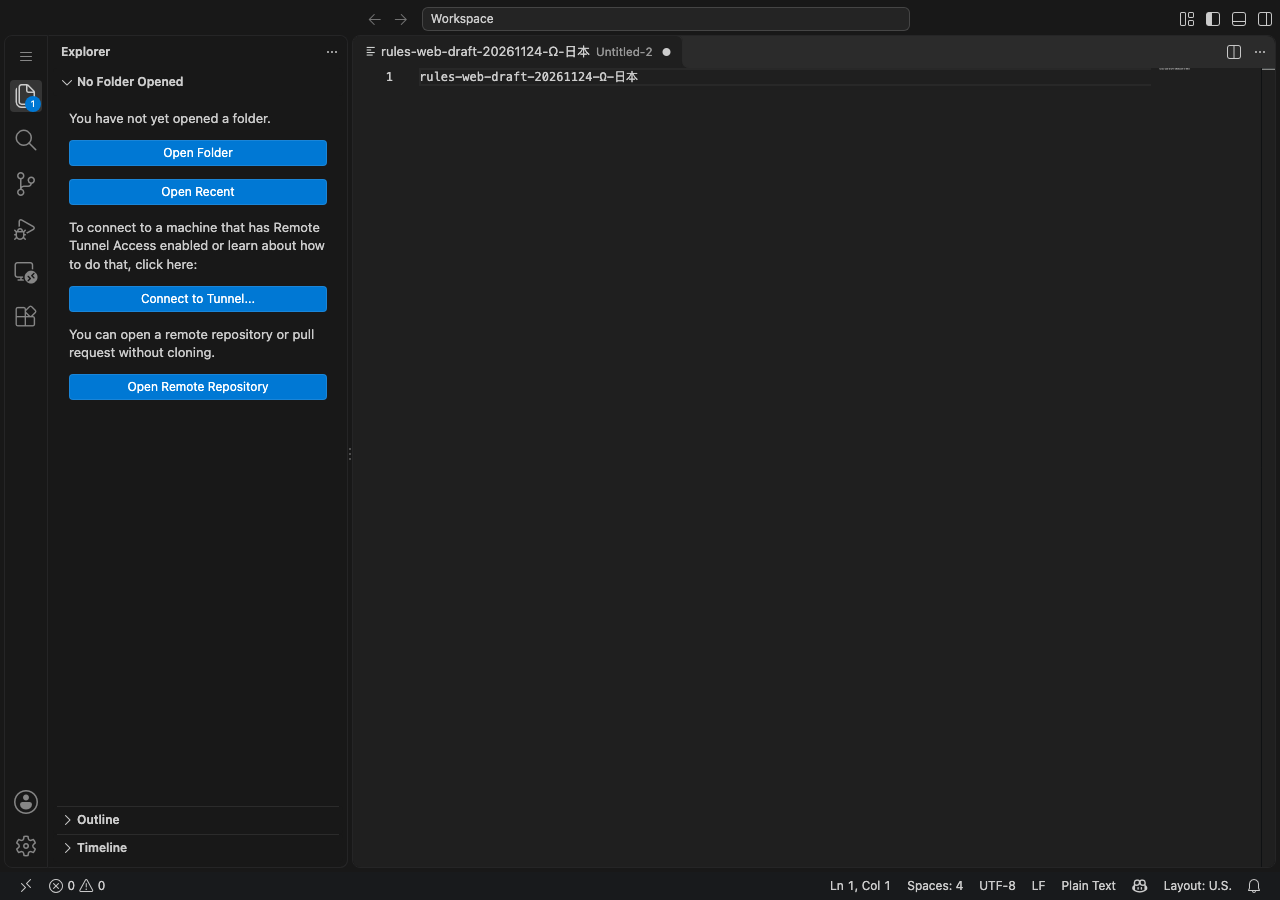 Workspace
Explorer
rules-web-draft-20261124-Ω-日本 Untitled-2
No Folder Opened
1 rules-web-draft-20261124-Ω-日本
1
You have not yet opened a folder.
Open Folder
Open Recent
To connect to a machine that has Remote
Tunnel Access enabled or learn about how
to do that, click here:
Connect to Tunnel...
You can open a remote repository or pull
request without cloning.
Open Remote Repository
Outline
Timeline
0 0
Ln 1, Col 1 Spaces: 4 UTF-8 LF Plain Text Layout: U.S.